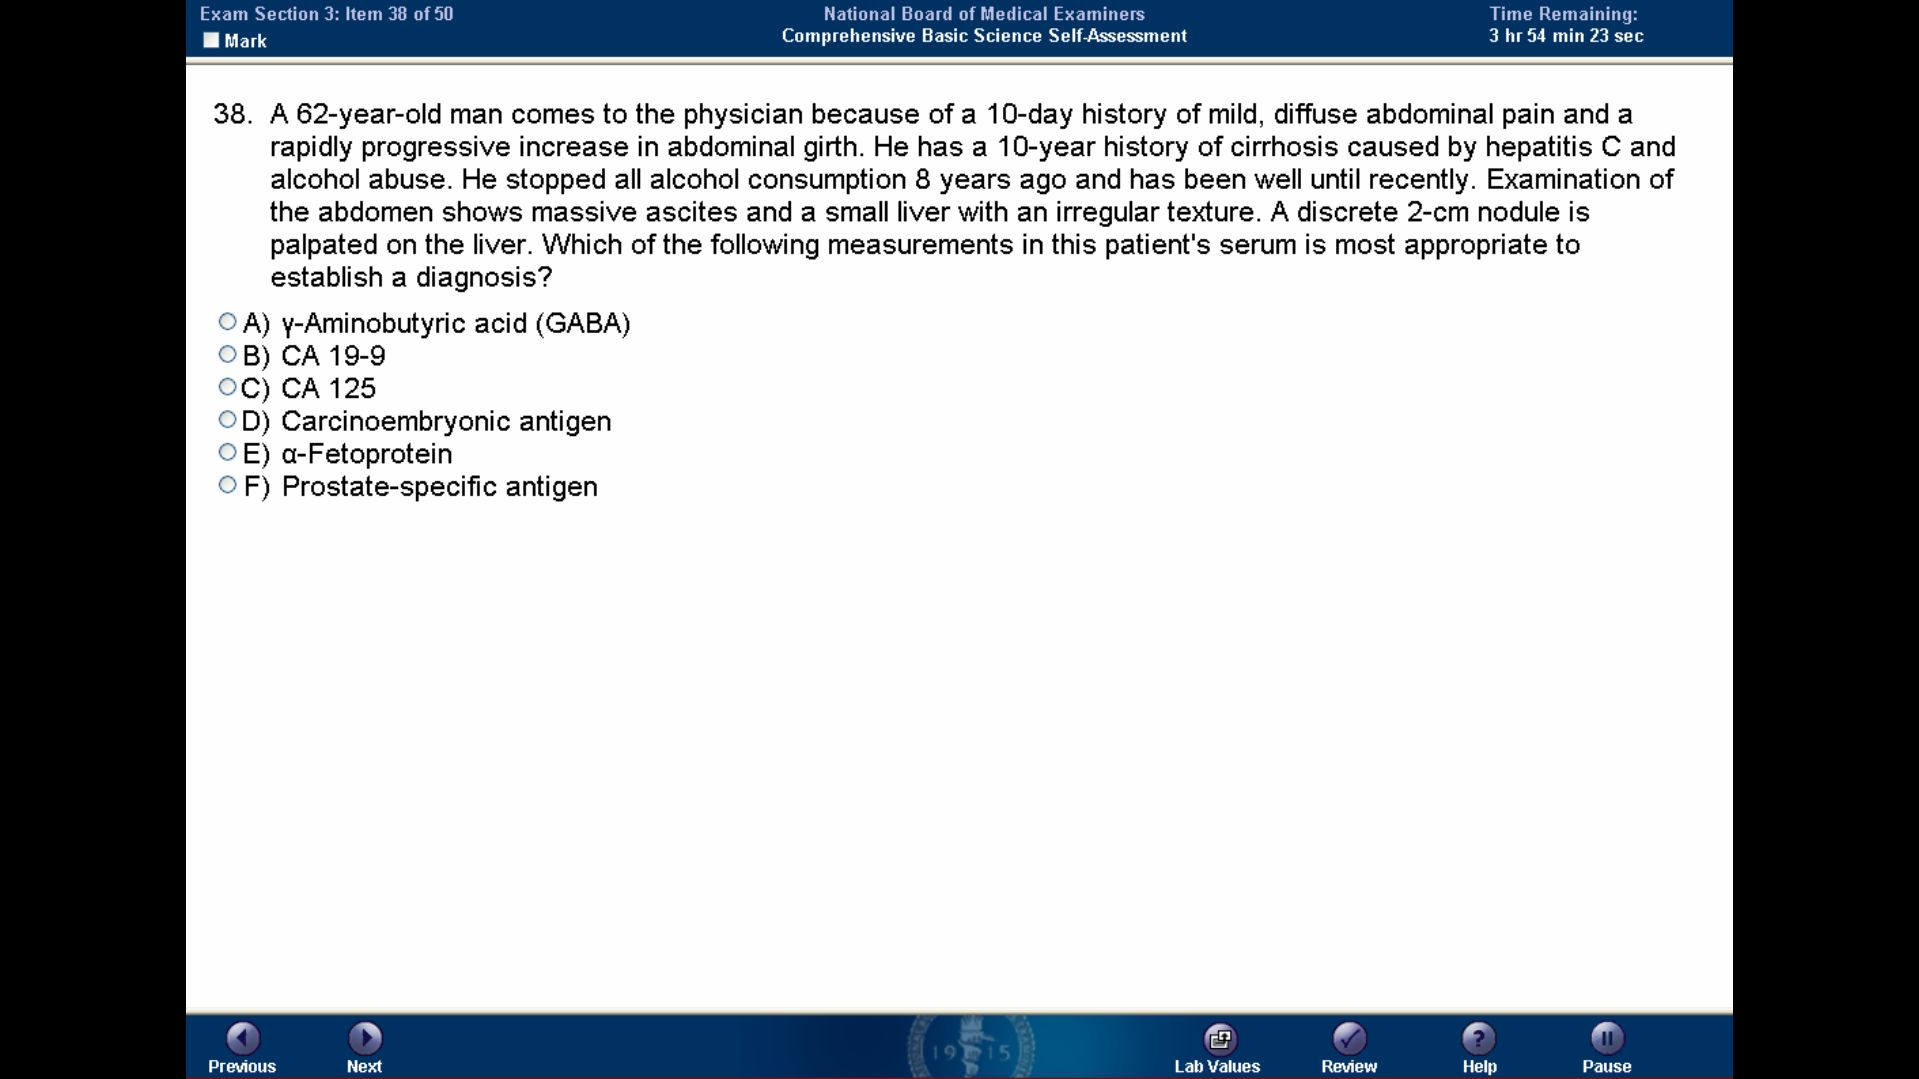 Exam Section 3: Item 38 of 50
National Board of Medical Examiners
Time Remaining:
Mark
Comprehensive Basic Science Self-Assessment
3 hr 54 min 23 sec
38. A 62-year-old man comes to the physician because of a 10-day history of mild, diffuse abdominal pain and a
rapidly progressive increase in abdominal girth. He has a 10-year history of cirrhosis caused by hepatitis C and
alcohol abuse. He stopped all alcohol consumption 8 years ago and has been well until recently. Examination of
the abdomen shows massive ascites and a small liver with an irregular texture. A discrete 2-cm nodule is
palpated on the liver. Which of the following measurements in this patient's serum is most appropriate to
establish a diagnosis?
A) γ-Aminobutyric acid (GABA)
B) CA 19-9
C) CA 125
D) Carcinoembryonic antigen
E) α-Fetoprotein
F) Prostate-specific antigen
1915
Previous
Next
Lab Values
Review
Help
Pause